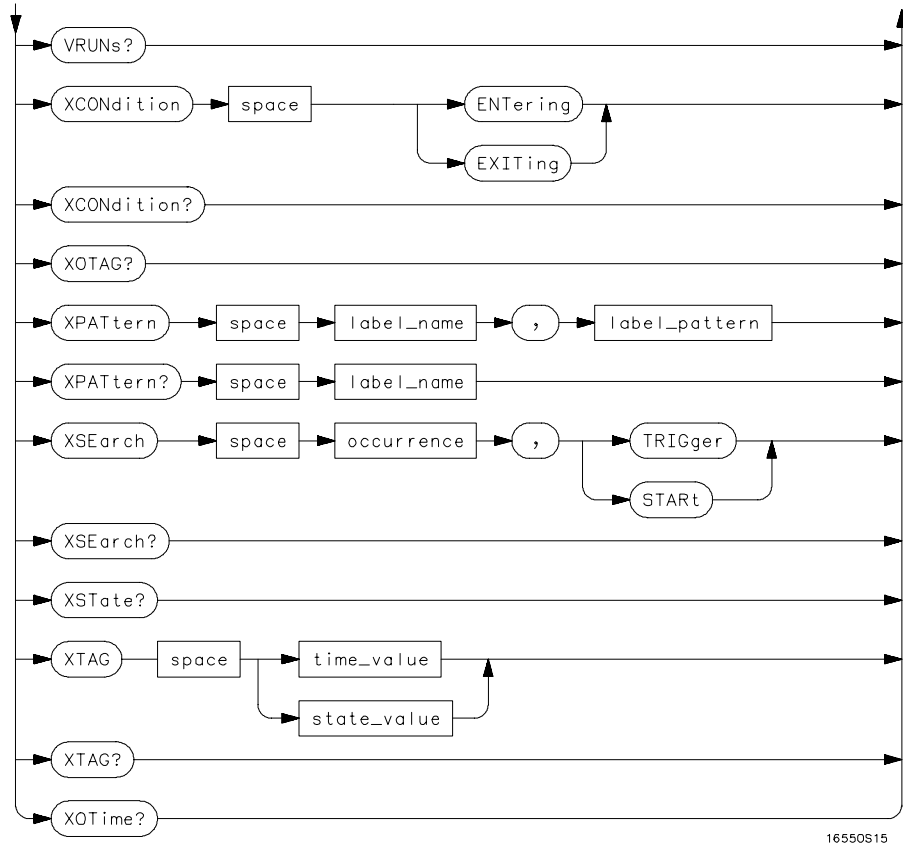 VRUNs?
XCONdition space ENTering
EXITing
XCONdition?
XOTAG?
XPATtern space label_name , label_pattern
XPATtern? space label_name
XSEarch space occurrence , TRIGger
STARt
XSEarch?
XSTate?
XTAG space time_value
state_value
XTAG?
XOTime?
16550S15